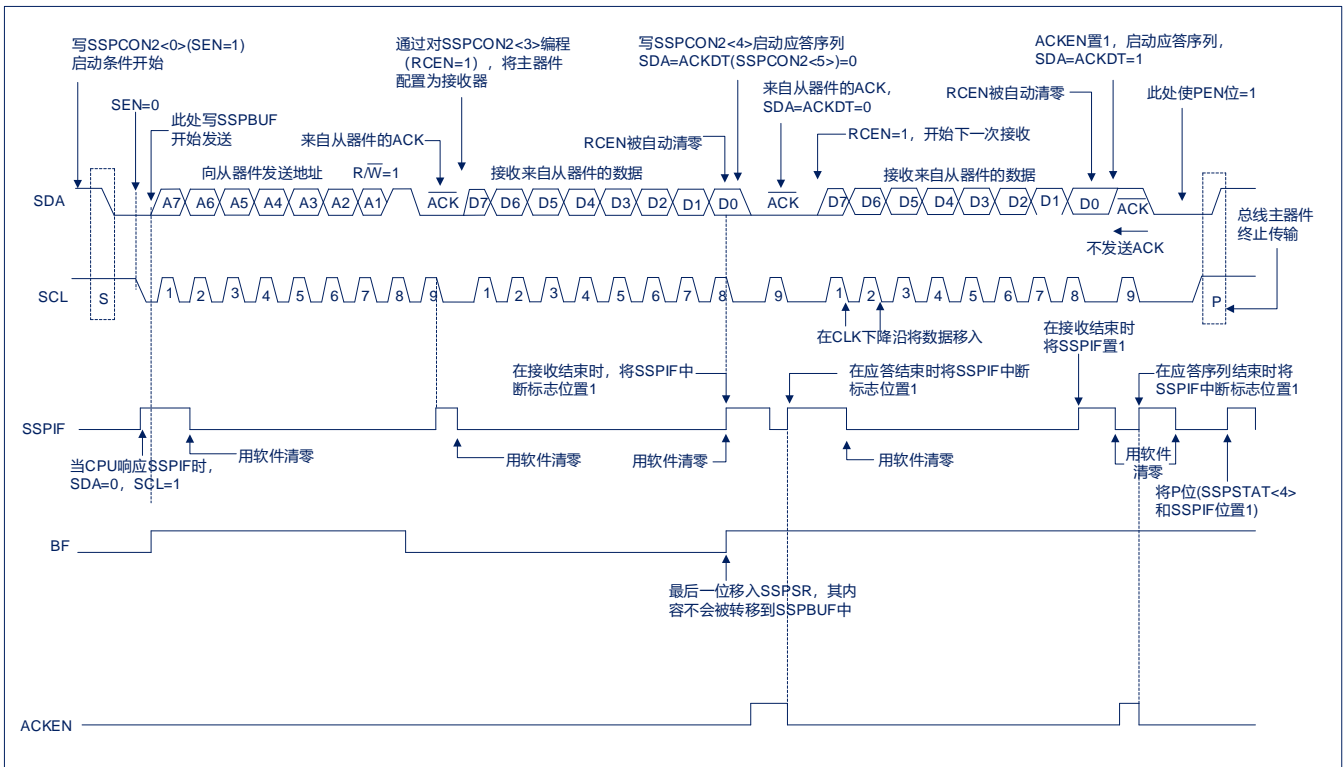 写SSPCON2<0>(SEN=1)
启动条件开始
通过对SSPCON2<3>编程
（RCEN=1），将主器件
配置为接收器
写SSPCON2<4>启动应答序列
SDA=ACKDT(SSPCON2<5>)=0
ACKEN置1，启动应答序列，
SDA=ACKDT=1
SEN=0
此处写SSPBUF
开始发送
来自从器件的ACK
RCEN被自动清零
来自从器件的ACK，
SDA=ACKDT=0
RCEN=1，开始下一次接收
RCEN被自动清零
此处使PEN位=1
向从器件发送地址
R/W=1
接收来自从器件的数据
接收来自从器件的数据
SDA
A7 A6 A5 A4 A3 A2 A1 ACK D7 D6 D5 D4 D3 D2 D1 D0 ACK D7 D6 D5 D4 D3 D2 D1 D0 ACK
不发送ACK
总线主器件
终止传输
SCL
S 1 2 3 4 5 6 7 8 9 1 2 3 4 5 6 7 8 9 1 2 3 4 5 6 7 8 9 P
在CLK下降沿将数据移入
在接收结束时，将SSPIF中
断标志位置1
在应答结束时将SSPIF中断
标志位置1
在接收结束时
将SSPIF置1
在应答序列结束时将
SSPIF中断标志位置1
SSPIF
当CPU响应SSPIF时，
SDA=0，SCL=1
用软件清零
用软件清零
用软件清零
用软件清零
用软件
清零
将P位(SSPSTAT<4>
和SSPIF位置1)
BF
最后一位移入SSPSR，其内
容不会被转移到SSPBUF中
ACKEN